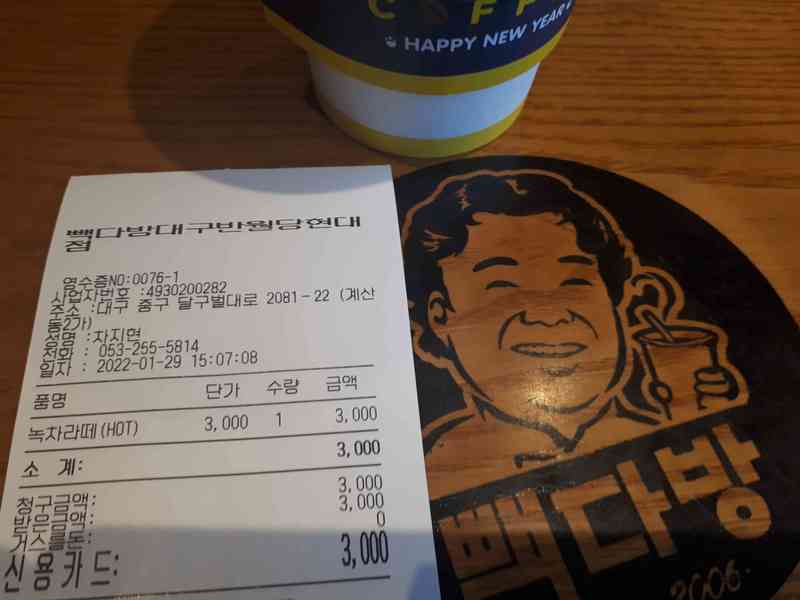 COFF
HAPPY NEW YEAR
빽다방대구반월당현대
점
영수증NO:0076-1
사업자번호 :4930200282
주소 :대구 중구 달구벌대로 2081-22 (계산
동2가)
성명 :차지현
전화 : 053-255-5814
일자 : 2022-01-29 15:07:08
품명 단가 수량 금액
녹차라떼(HOT) 3,000 1 3,000
소 계: 3,000
청구금액: 3,000
받은금액: 3,000
거스름돈: 0
신용카드: 3,000
빽다방
2006.